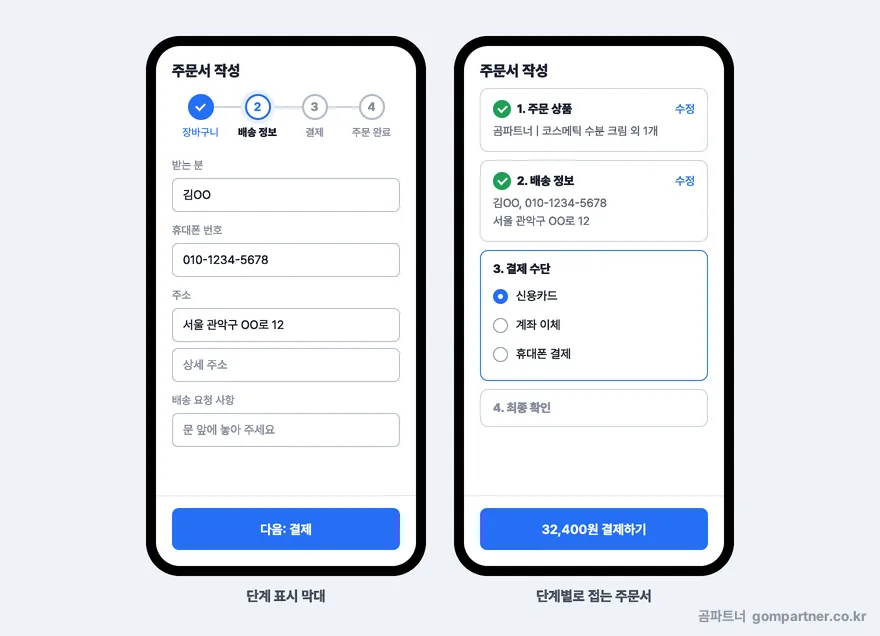 주문서 작성
2
3
4
장바구니
배송 정보
결제
주문 완료
받는 분
김OO
휴대폰 번호
010-1234-5678
주소
서울 관악구 OO로 12
상세 주소
배송 요청 사항
문 앞에 놓아 주세요
다음: 결제
단계 표시 막대
주문서 작성
1. 주문 상품
수정
곰파트너 | 코스메틱 수분 크림 외 1개
2. 배송 정보
수정
김OO, 010-1234-5678
서울 관악구 OO로 12
3. 결제 수단
신용카드
계좌 이체
휴대폰 결제
4. 최종 확인
32,400원 결제하기
단계별로 접는 주문서
곰파트너 gompartner.co.kr